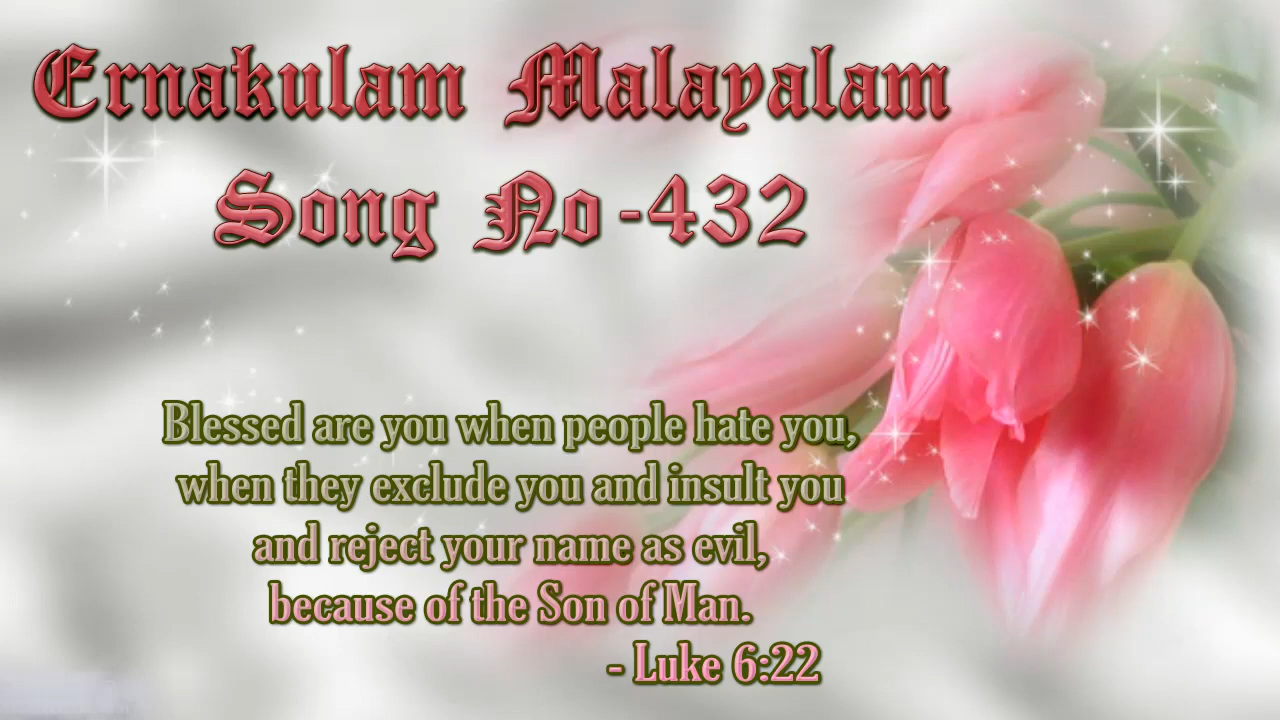 Ernakulam Malayalam
Song No -432
Blessed are you when people hate you,
when they exclude you and insult you
and reject your name as evil,
because of the Son of Man.
- Luke 6:22